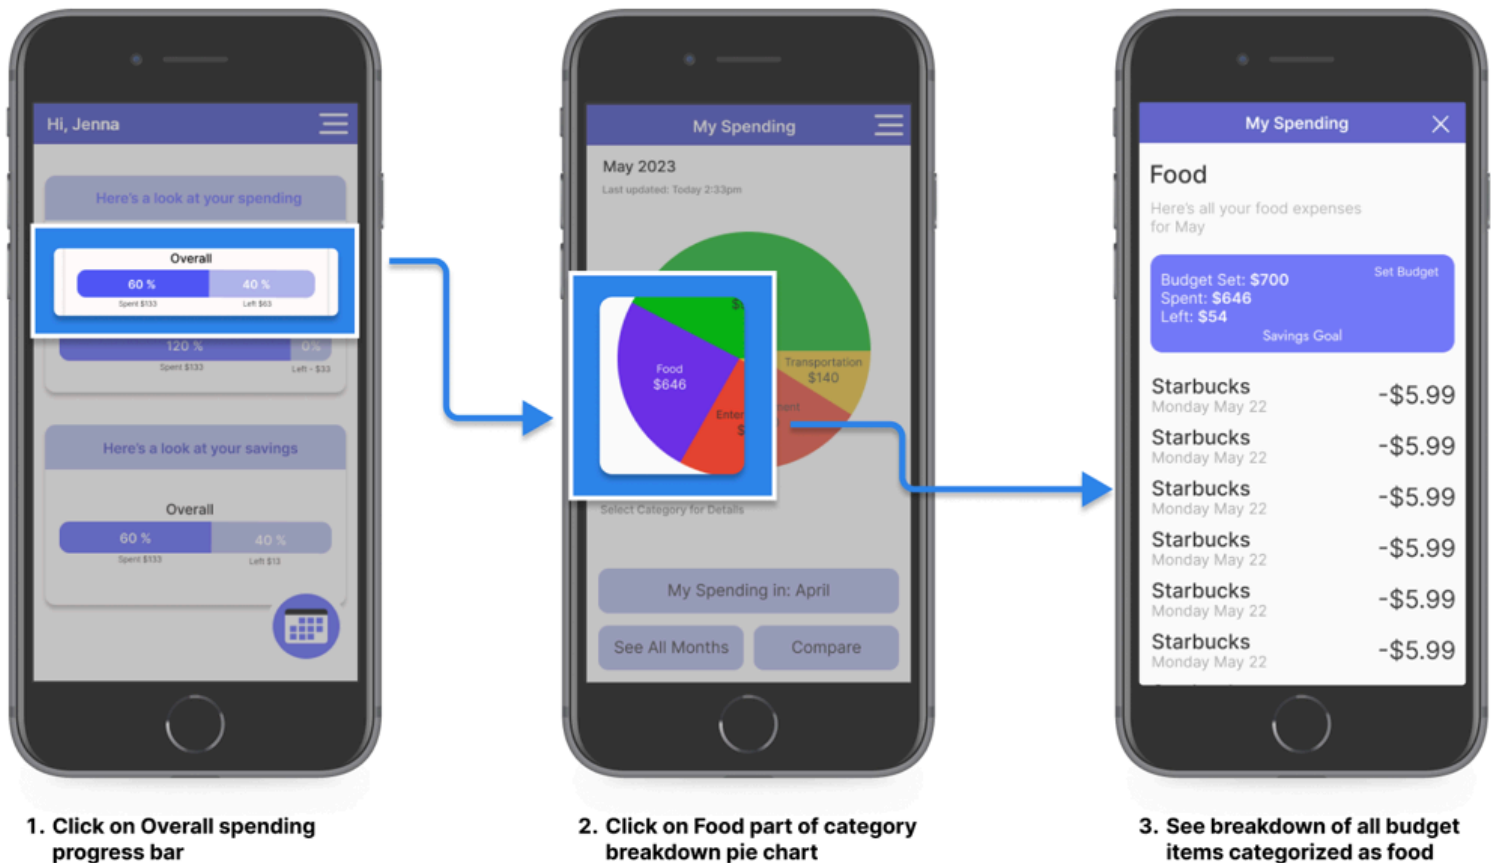 Hi, Jenna
Here's a look at your spending
Overall
60 %
40 %
Spent $133
Left $63
120 %
0%
Spent $133
Left - $33
Here's a look at your savings
Overall
60 %
40 %
Spent $133
Left $13
1. Click on Overall spending
progress bar
My Spending
May 2023
Last updated: Today 2:33pm
Food
$646
Transportation
$140
Select Category for Details
My Spending in: April
See All Months
Compare
2. Click on Food part of category
breakdown pie chart
My Spending
Food
Here's all your food expenses
for May
Budget Set: $700
Set Budget
Spent: $646
Left: $54
Savings Goal
Starbucks
-$5.99
Monday May 22
Starbucks
-$5.99
Monday May 22
Starbucks
-$5.99
Monday May 22
Starbucks
-$5.99
Monday May 22
Starbucks
-$5.99
Monday May 22
Starbucks
-$5.99
Monday May 22
3. See breakdown of all budget
items categorized as food